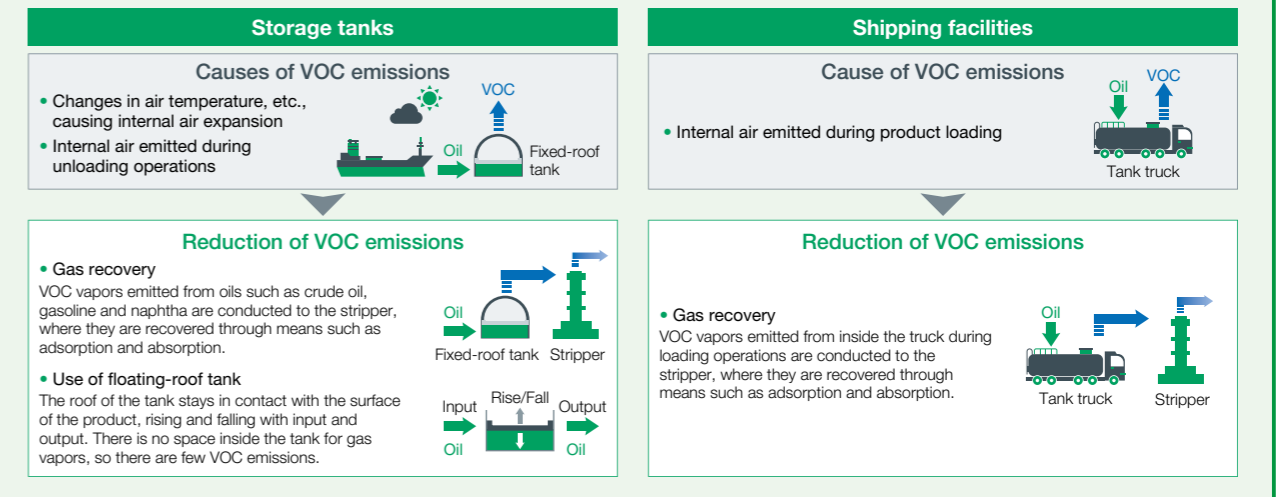 Storage tanks
Causes of VOC emissions
• Changes in air temperature, etc.,
causing internal air expansion
• Internal air emitted during
unloading operations
VOC
Oil
Fixed-roof
tank
Reduction of VOC emissions
• Gas recovery
VOC vapors emitted from oils such as crude oil,
gasoline and naphtha are conducted to the stripper,
where they are recovered through means such as
adsorption and absorption.
Oil
Fixed-roof tank
Stripper
• Use of floating-roof tank
The roof of the tank stays in contact with the surface
of the product, rising and falling with input and
output. There is no space inside the tank for gas
vapors, so there are few VOC emissions.
Input
Rise/Fall
Output
Oil
Oil
Shipping facilities
Cause of VOC emissions
• Internal air emitted during product loading
Oil
VOC
Tank truck
Reduction of VOC emissions
• Gas recovery
VOC vapors emitted from inside the truck during
loading operations are conducted to the
stripper, where they are recovered through
means such as adsorption and absorption.
Oil
Tank truck
Stripper